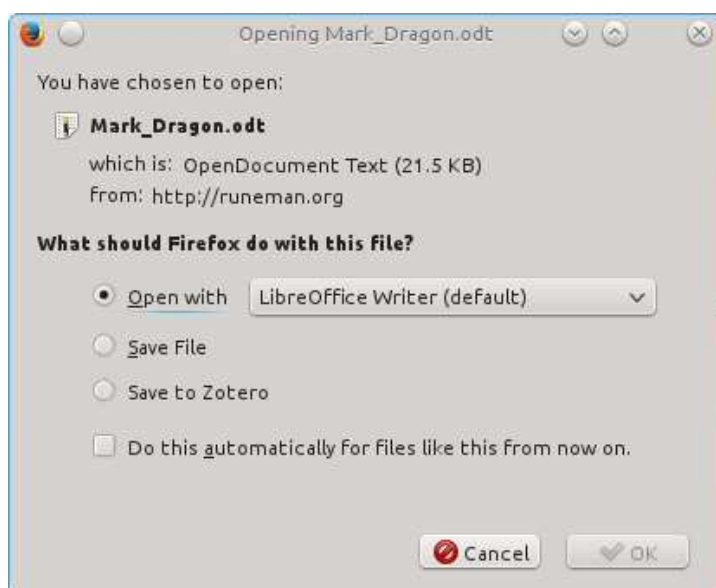 Opening Mark_Dragon.odt
You have chosen to open:
Mark_Dragon.odt
which is: OpenDocument Text (21.5 KB)
from: http://runeman.org
What should Firefox do with this file?
Open with LibreOffice Writer (default)
Save File
Save to Zotero
Do this automatically for files like this from now on.
Cancel OK